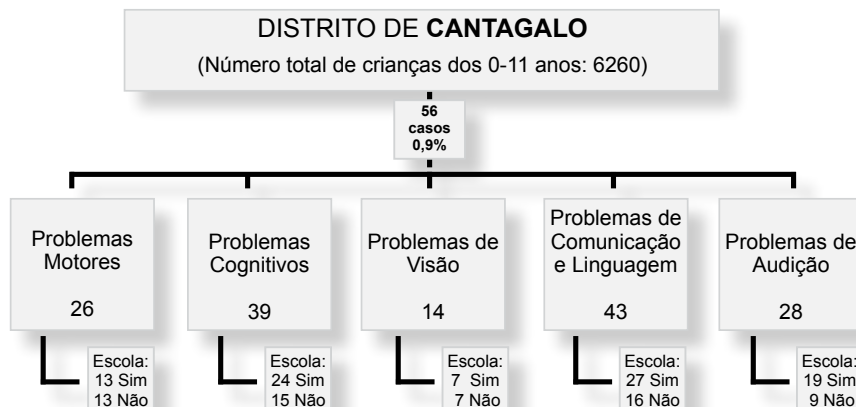 DISTRITO DE CANTAGALO
(Número total de crianças dos 0-11 anos: 6260)
56
casos
0,9%
Problemas
Motores
26
Problemas
Cognitivos
39
Problemas de
Visão
14
Problemas de
Comunicação
e Linguagem
43
Problemas de
Audição
28
Escola:
13 Sim
13 Não
Escola:
24 Sim
15 Não
Escola:
7 Sim
7 Não
Escola:
27 Sim
16 Não
Escola:
19 Sim
9 Não